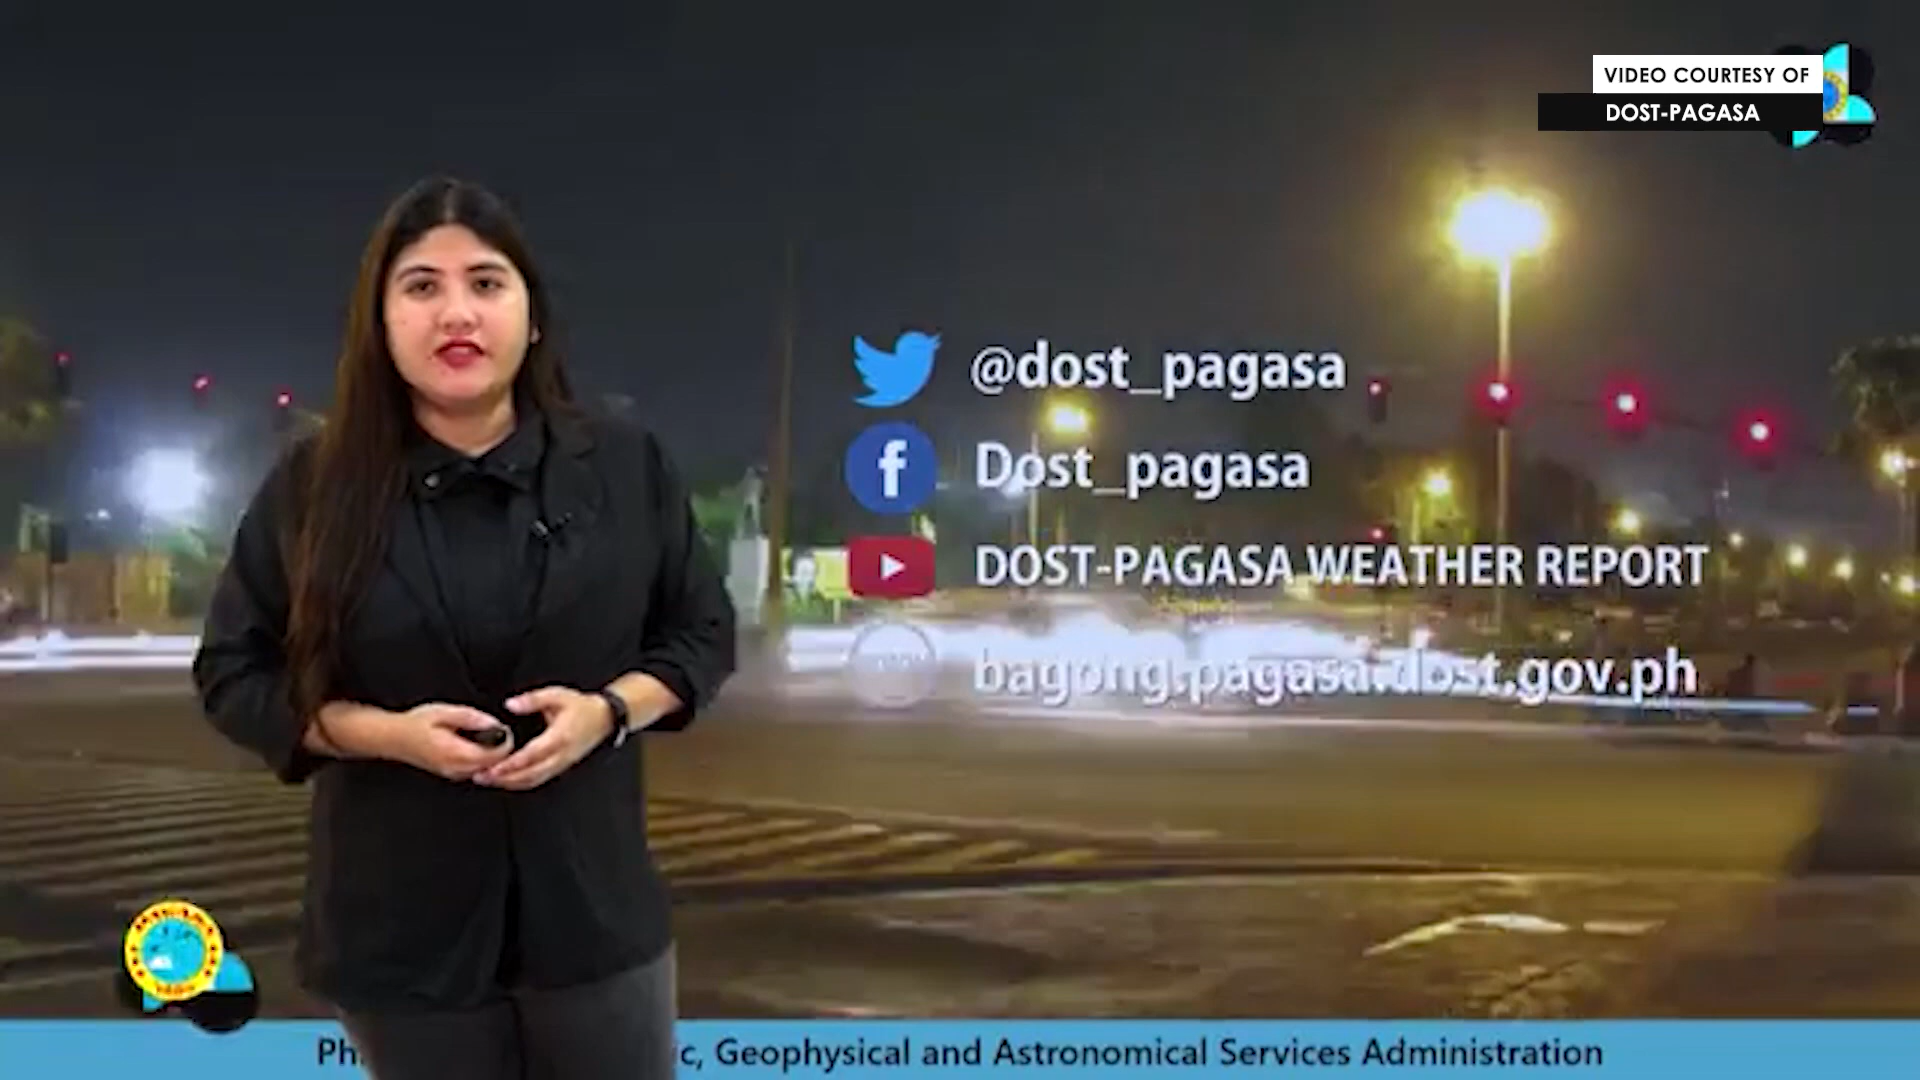 VIDEO COURTESY OF
DOST-PAGASA
@dost_pagasa
Dost_pagasa
DOST-PAGASA WEATHER REPORT
bagong.pagasa.dost.gov.ph
Geophysical and Astronomical Services Administration